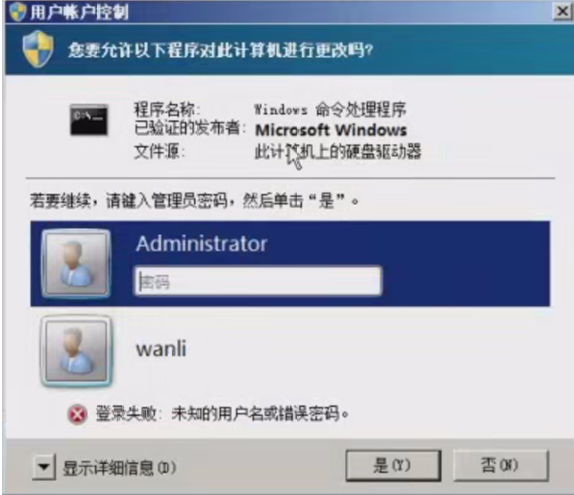 用户帐户控制
您要允许以下程序对此计算机进行更改吗?
C:\_
程序名称: Windows 命令处理程序
已验证的发布者: Microsoft Windows
文件源: 此计算机上的硬盘驱动器
若要继续，请键入管理员密码，然后单击“是”。
Administrator
密码
wanli
登录失败: 未知的用户名或错误密码。
显示详细信息(D)
是(Y)
否(N)